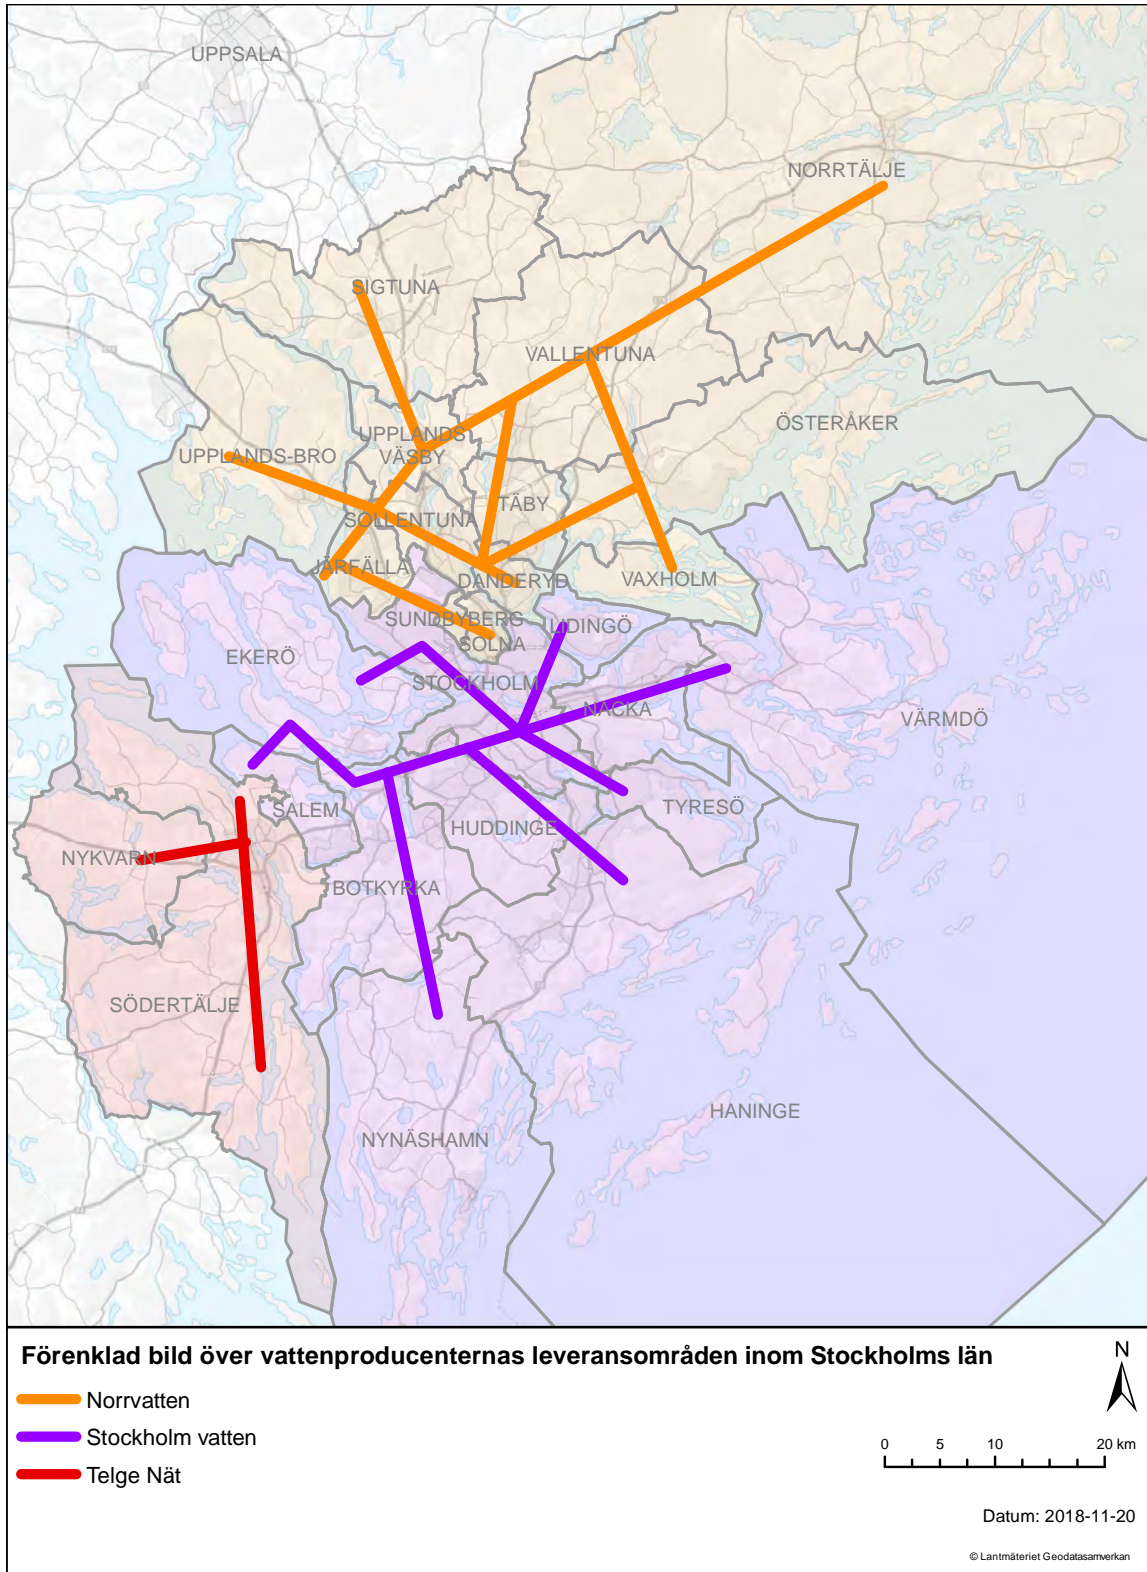 UPPSALA
NORRTÄLJE
SIGTUNA
VALLENTUNA
ÖSTERÅKER
UPPLANDS
VÄSBY
UPPLANDS-BRO
TÄBY
SOLLENTUNA
JÄRFÄLLA
DANDERYD
VAXHOLM
SUNDBYBERG
LIDINGÖ
SOLNA
EKERÖ
STOCKHOLM
NACKA
VÄRMDÖ
SALEM
TYRESÖ
HUDDINGE
NYKVARN
BOTKYRKA
SÖDERTÄLJE
HANINGE
NYNÄSHAMN
Förenklad bild över vattenproducenternas leveransområden inom Stockholms län
N
Norrvatten
Stockholm vatten
Telge Nät
0 5 10 20 km
Datum: 2018-11-20
© Lantmäteriet Geodatasamverkan